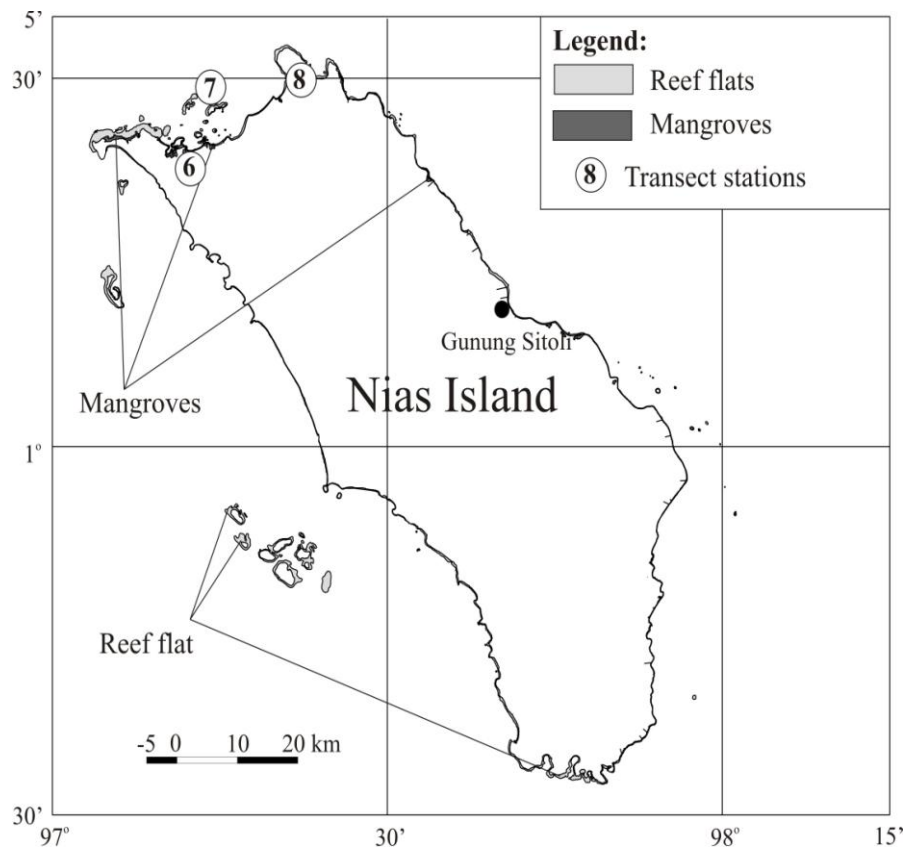 5'
Legend:
30'
7
8
Reef flats
Mangroves
6
8 Transect stations
Gunung Sitoli
Mangroves
Nias Island
1°
Reef flat
-5 0 10 20 km
30'
97° 30' 98° 15'